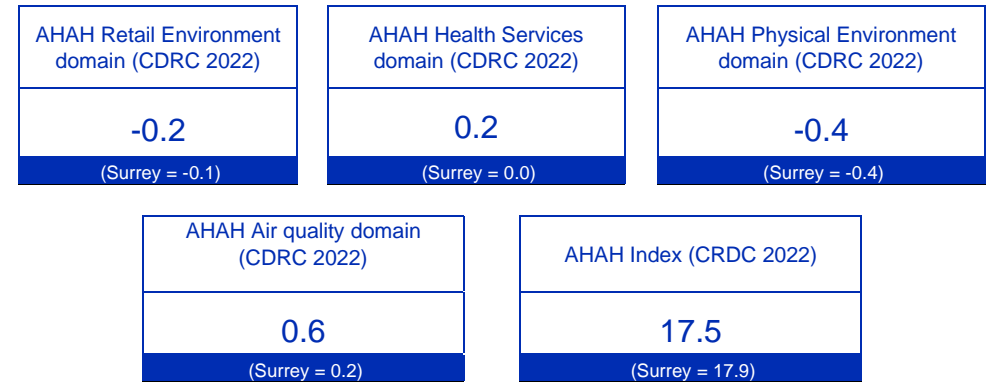 AHAH Retail Environment
domain (CDRC 2022)
-0.2
(Surrey = -0.1)
AHAH Health Services
domain (CDRC 2022)
0.2
(Surrey = 0.0)
AHAH Physical Environment
domain (CDRC 2022)
-0.4
(Surrey = -0.4)
AHAH Air quality domain
(CDRC 2022)
0.6
(Surrey = 0.2)
AHAH Index (CRDC 2022)
17.5
(Surrey = 17.9)